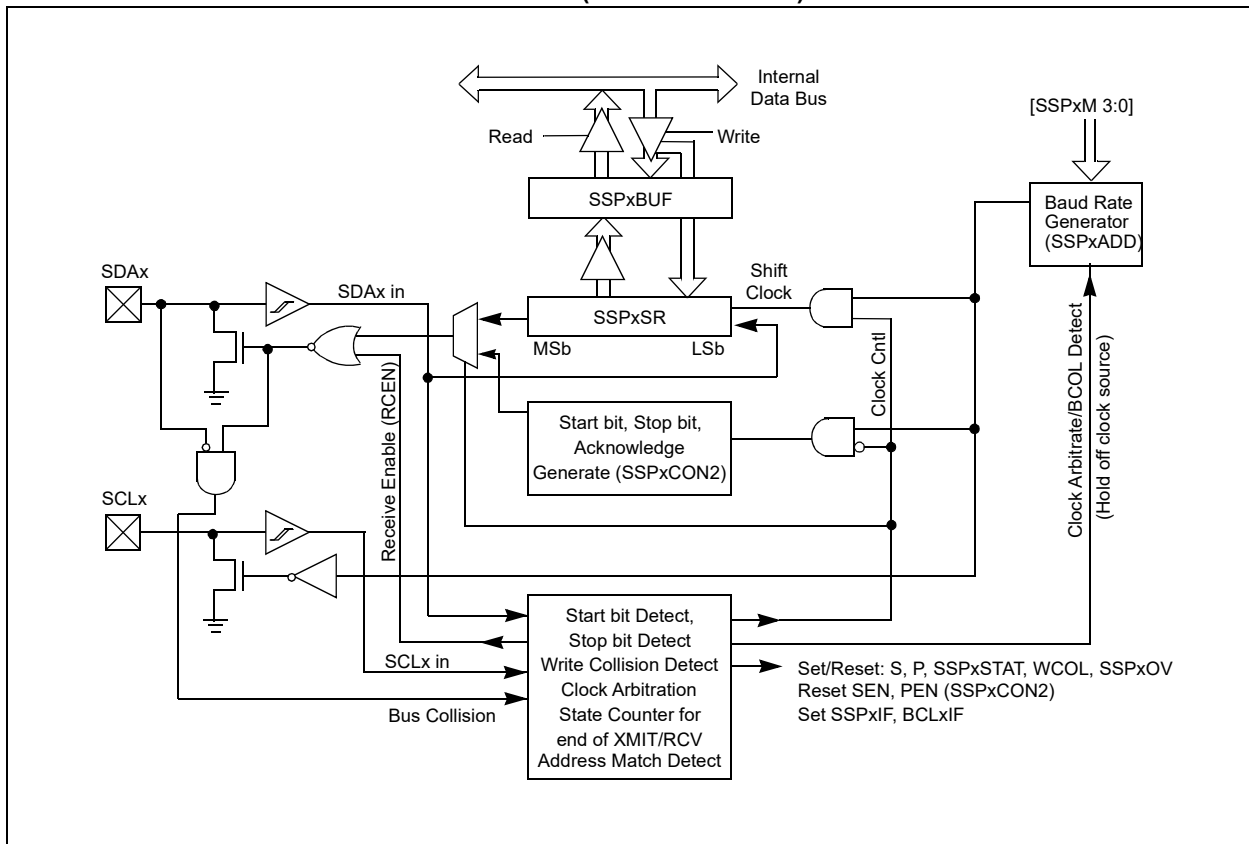 Internal
Data Bus
[SSPxM 3:0]
Read
Write
SSPxBUF
Baud Rate
Generator
(SSPxADD)
SDAx
SDAx in
Shift
Clock
SSPxSR
MSb
LSb
Clock Cntl
Start bit, Stop bit,
Acknowledge
Generate (SSPxCON2)
Receive Enable (RCEN)
Clock Arbitrate/BCOL Detect
(Hold off clock source)
SCLx
SCLx in
Bus Collision
Start bit Detect,
Stop bit Detect
Write Collision Detect
Clock Arbitration
State Counter for
end of XMIT/RCV
Address Match Detect
Set/Reset: S, P, SSPxSTAT, WCOL, SSPxOV
Reset SEN, PEN (SSPxCON2)
Set SSPxIF, BCLxIF